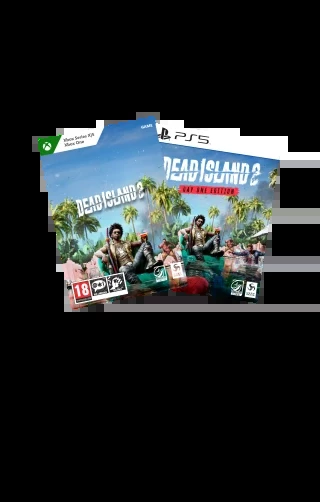 Xbox Series X|S
Xbox One
PS5
DEAD ISLAND 2
DEAD ISLAND 2
DAY ONE EDITION
18